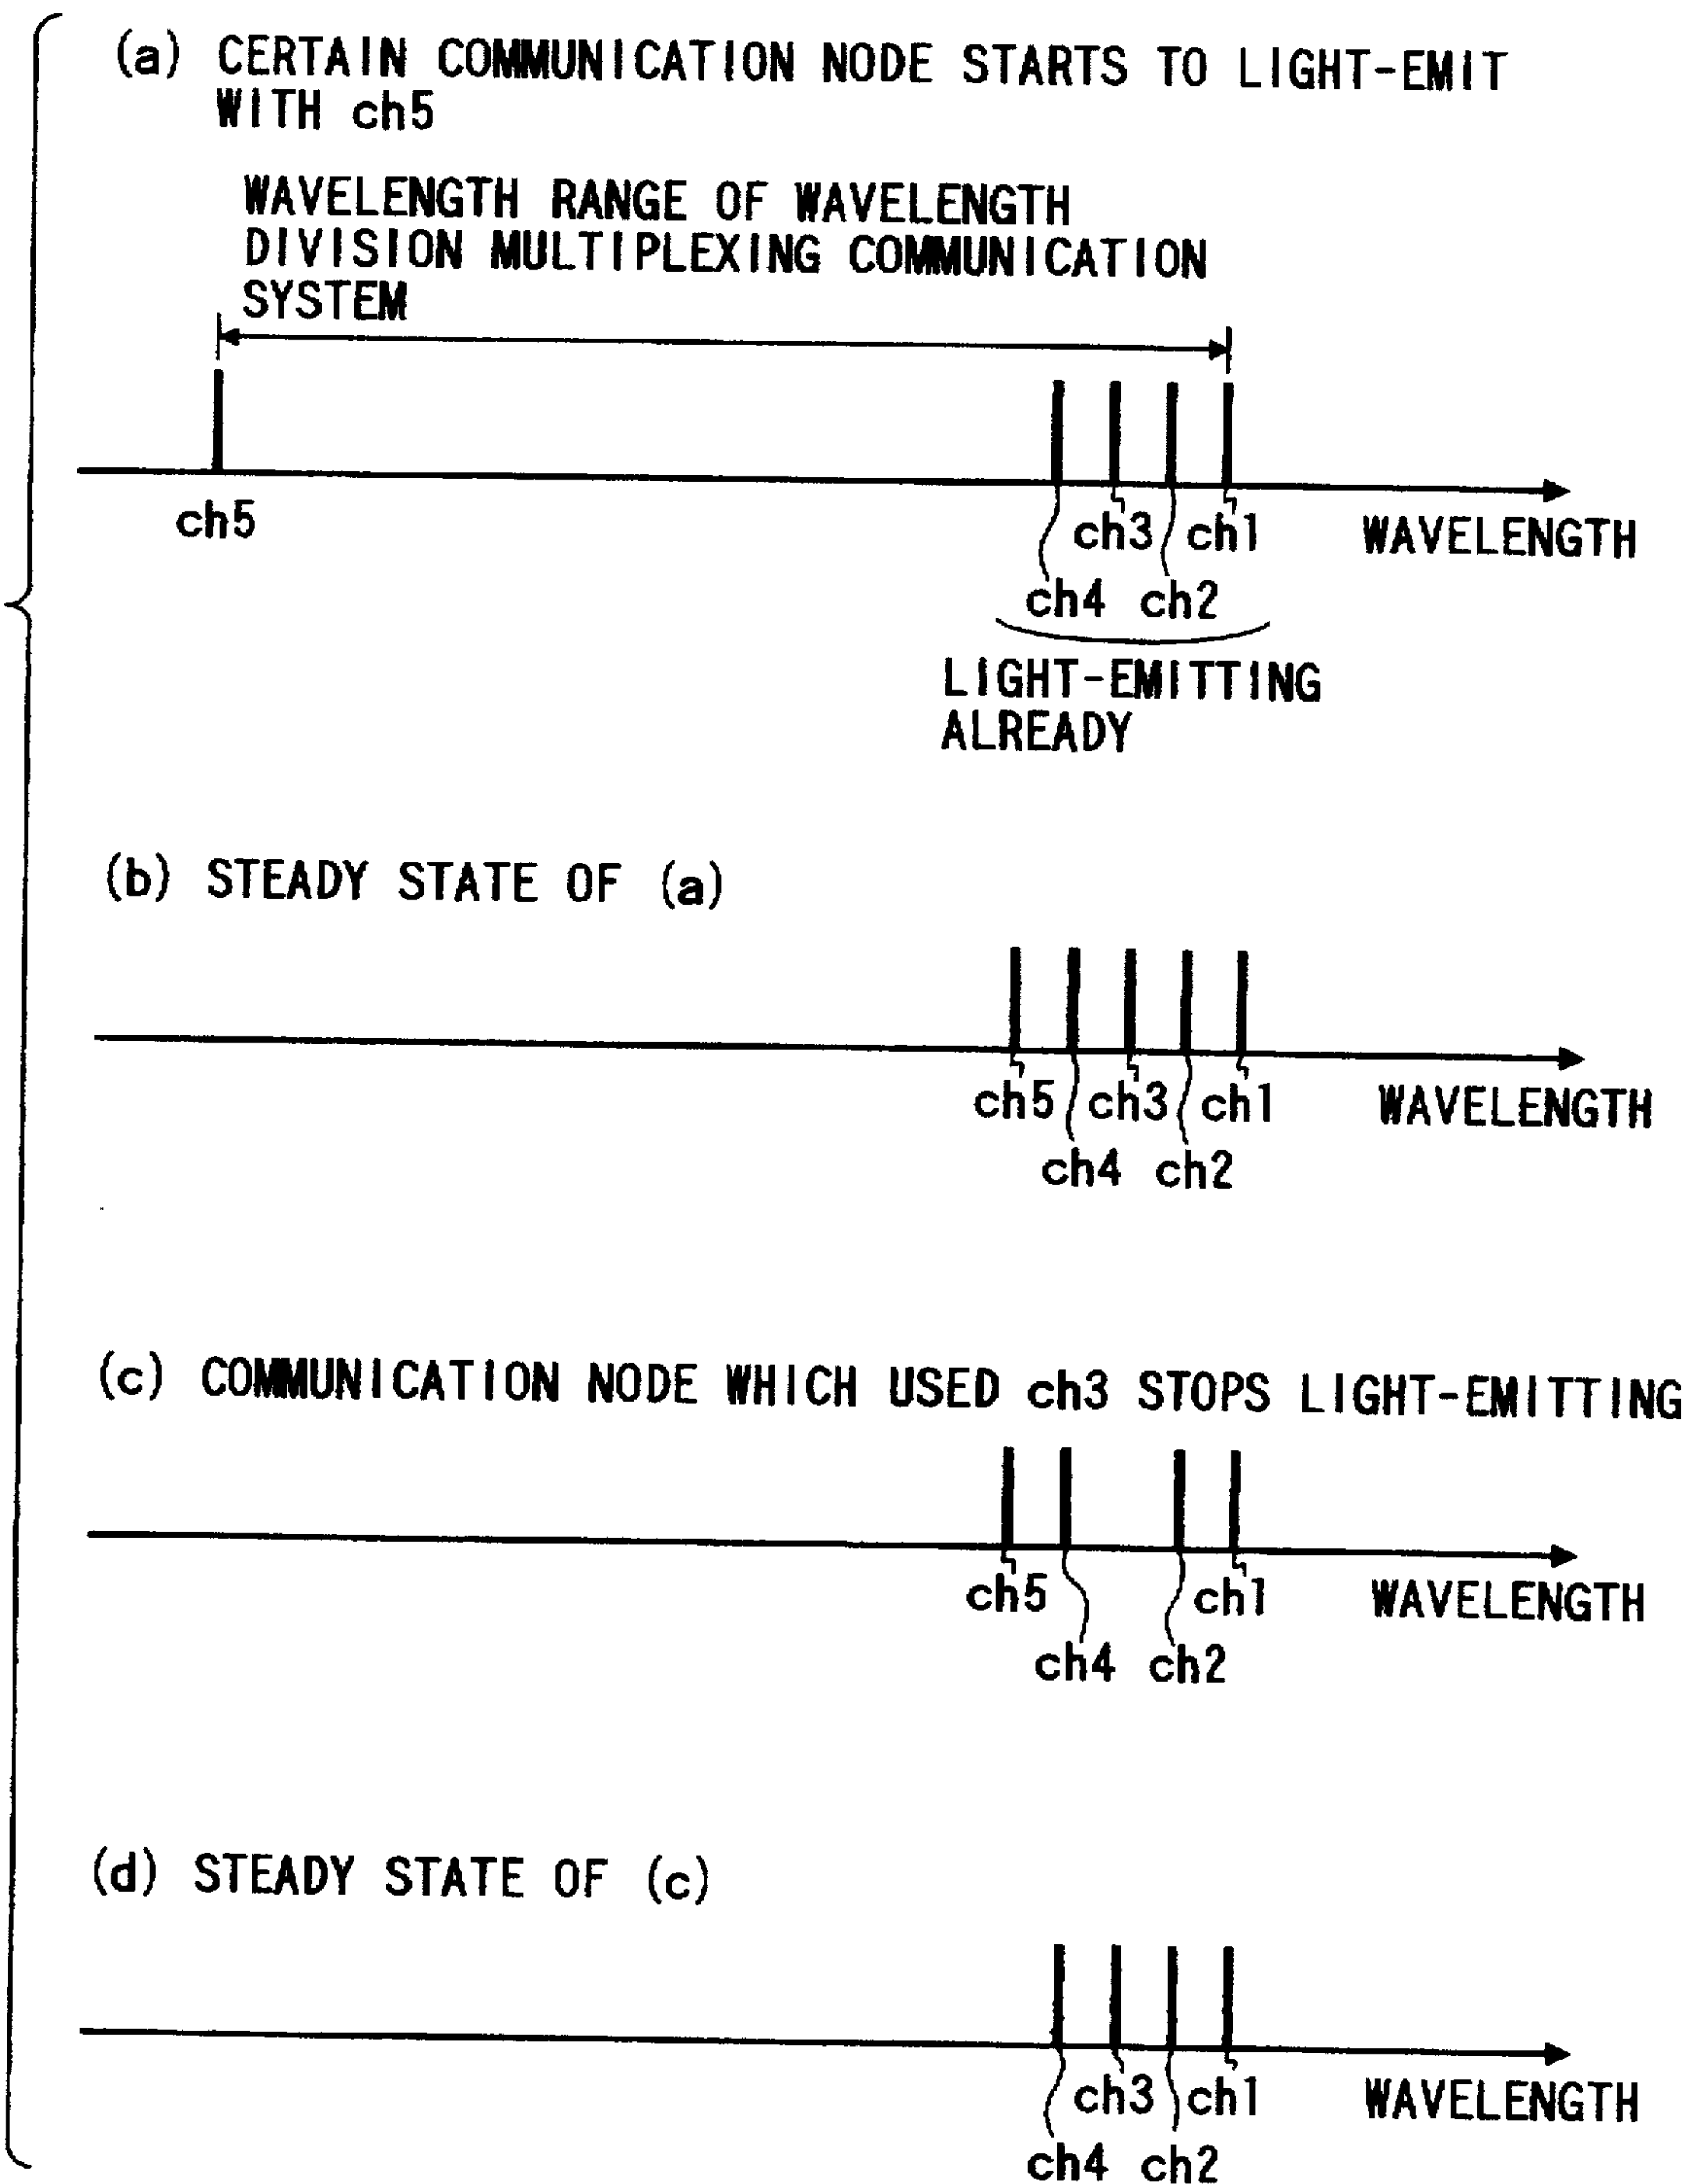 (a) CERTAIN COMMUNICATION NODE STARTS TO LIGHT-EMIT
WITH ch5
WAVELENGTH RANGE OF WAVELENGTH
DIVISION MULTIPLEXING COMMUNICATION
SYSTEM
ch5
ch3
ch1
WAVELENGTH
ch4
ch2
LIGHT-EMITTING
ALREADY
(b) STEADY STATE OF (a)
ch5
ch3
ch1
WAVELENGTH
ch4
ch2
(c) COMMUNICATION NODE WHICH USED ch3 STOPS LIGHT-EMITTING
ch5
ch1
WAVELENGTH
ch4
ch2
(d) STEADY STATE OF (c)
ch3
ch1
WAVELENGTH
ch4
ch2